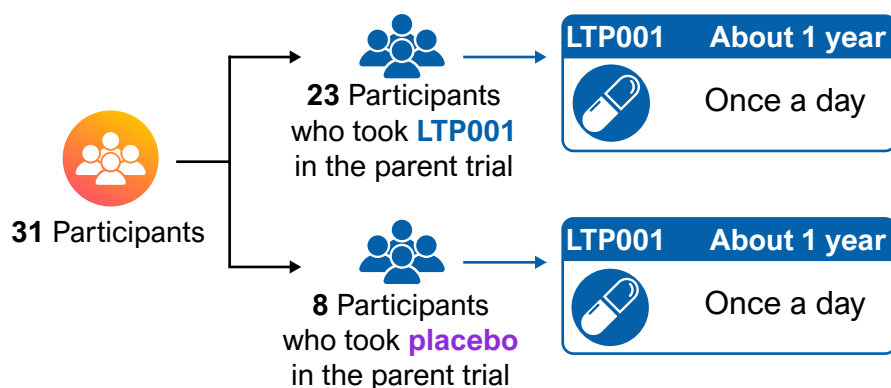 31 Participants
23 Participants
who took LTP001
in the parent trial
LTP001 About 1 year
Once a day
8 Participants
who took placebo
in the parent trial
LTP001 About 1 year
Once a day